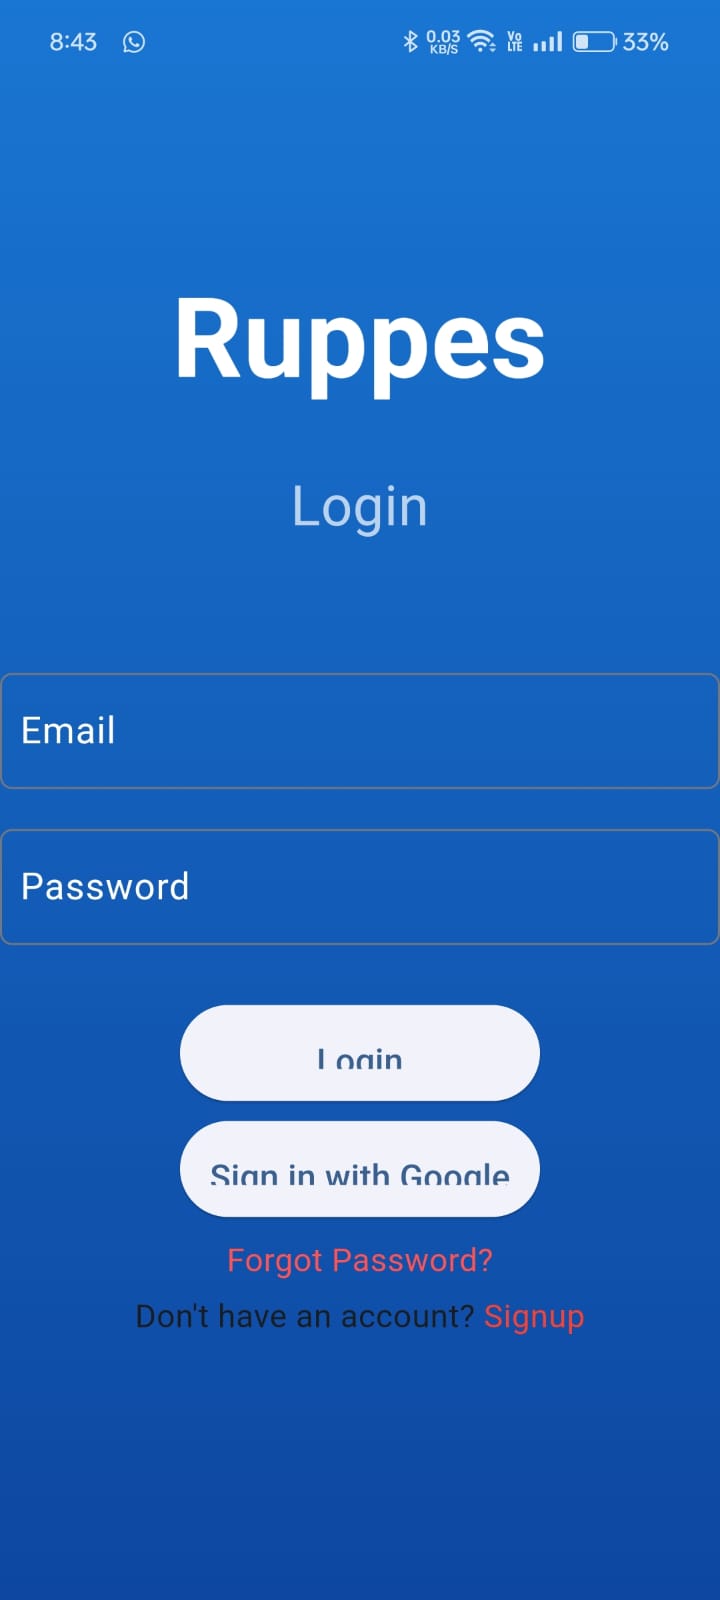 8:43 0.03 KB/S Vo LTE 33%
Ruppes
Login
Email
Password
Login
Sign in with Google
Forgot Password?
Don't have an account? Signup